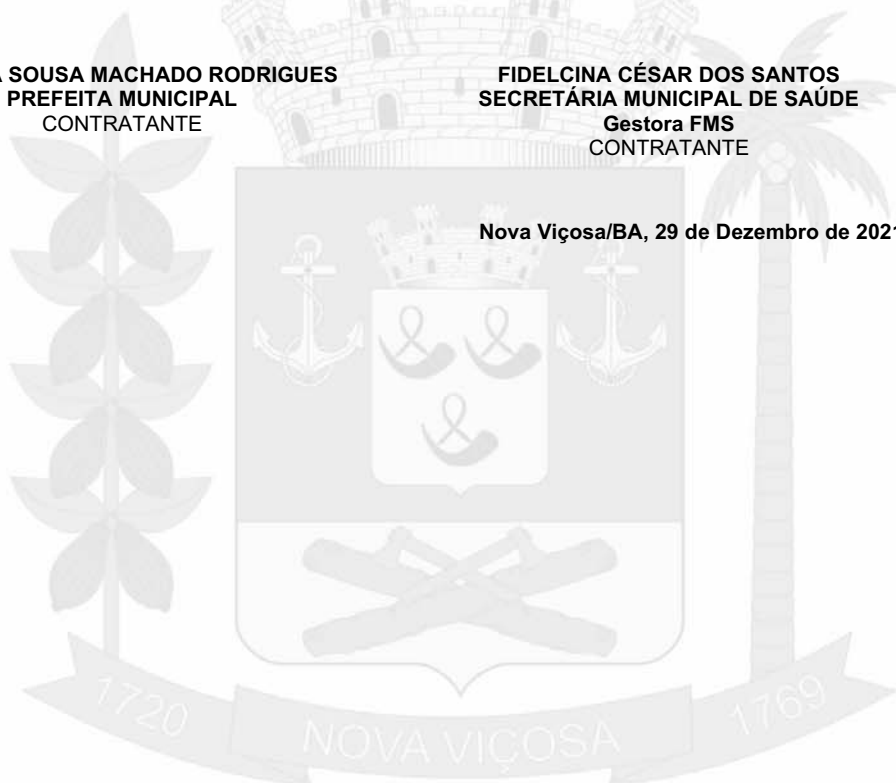 A SOUSA MACHADO RODRIGUES
PREFEITA MUNICIPAL
CONTRATANTE
FIDELCINA CÉSAR DOS SANTOS
SECRETÁRIA MUNICIPAL DE SAÚDE
Gestora FMS
CONTRATANTE
Nova Viçosa/BA, 29 de Dezembro de 2021
1720
NOVA VIÇOSA
1769